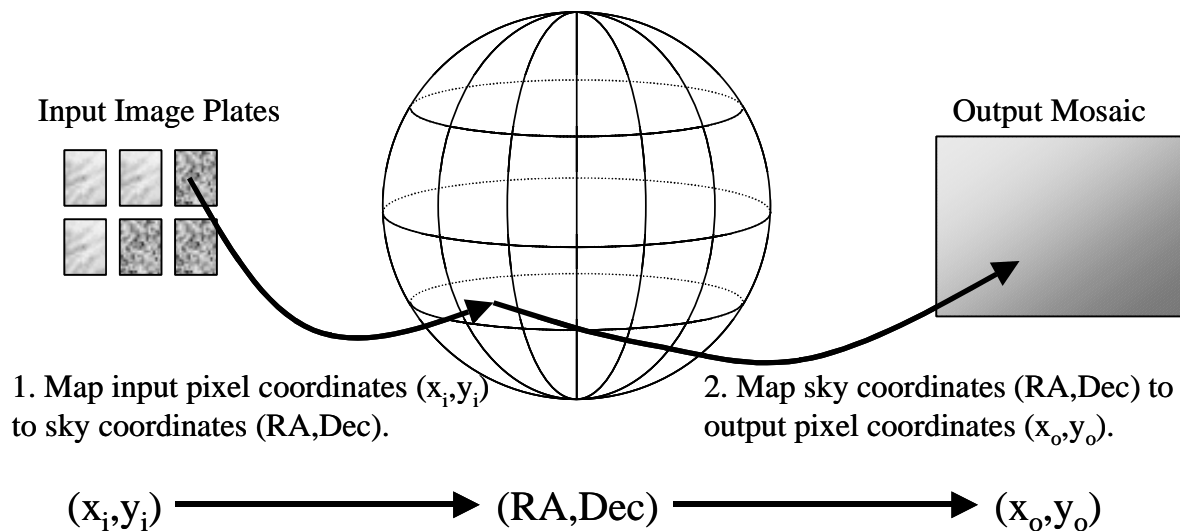 Input Image Plates
Output Mosaic
1. Map input pixel coordinates (xᵢ,yᵢ)
to sky coordinates (RA,Dec).
2. Map sky coordinates (RA,Dec) to
output pixel coordinates (xₒ,yₒ).
(xᵢ,yᵢ)
(RA,Dec)
(xₒ,yₒ)